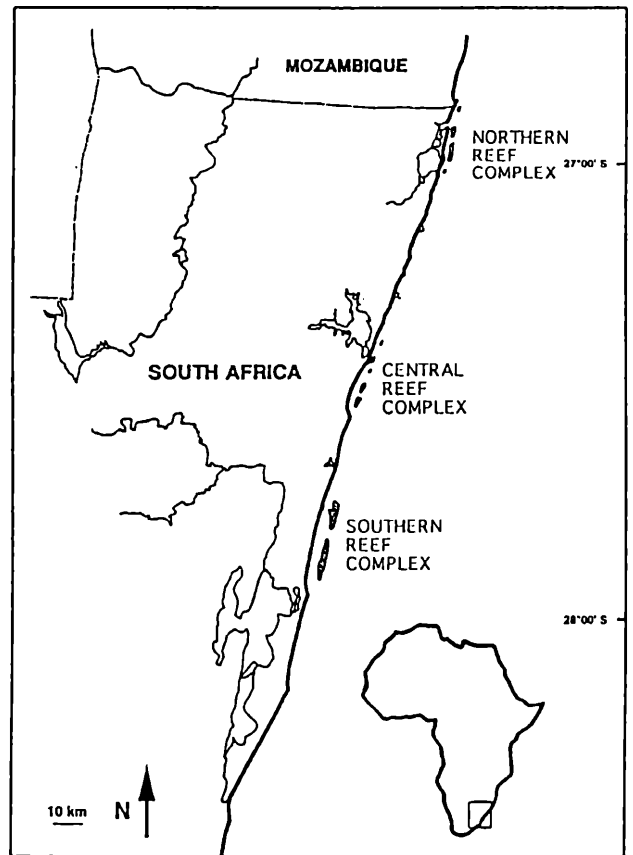 MOZAMBIQUE
NORTHERN
REEF
COMPLEX
27°00' S
SOUTH AFRICA
CENTRAL
REEF
COMPLEX
SOUTHERN
REEF
COMPLEX
28°00' S
10 km
N